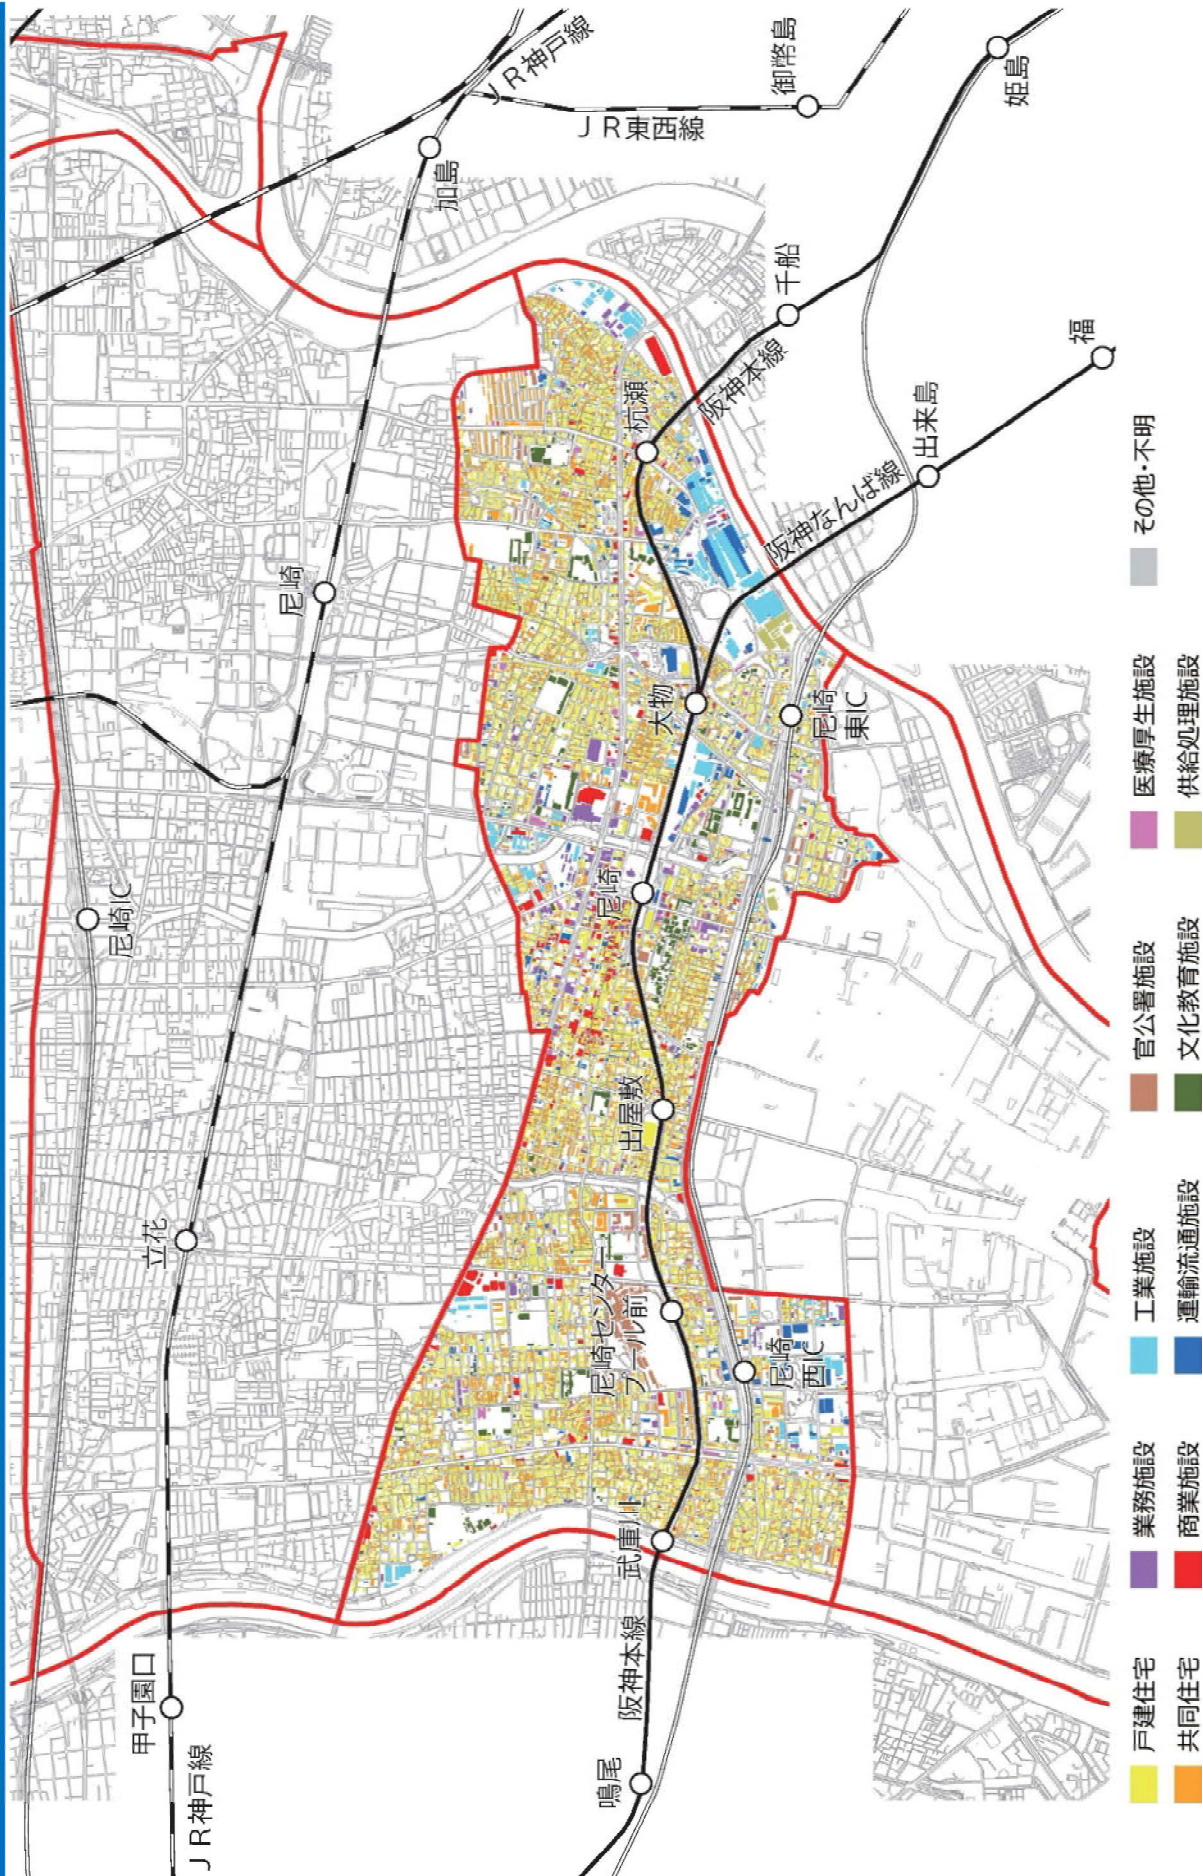 JR神戸線
甲子園口
立花
尼崎IC
尼崎
加島
JR神戸線
JR東西線
御幣島
姫島
鳴尾
阪神本線
武庫川
尼崎センター
プール前
出屋敷
尼崎
大物
杭瀬
阪神本線
千船
尼崎
西IC
尼崎
東IC
阪神なんば線
出来島
福
戸建住宅
業務施設
工業施設
官公署施設
医療厚生施設
その他・不明
共同住宅
商業施設
運輸流通施設
文化教育施設
供給処理施設